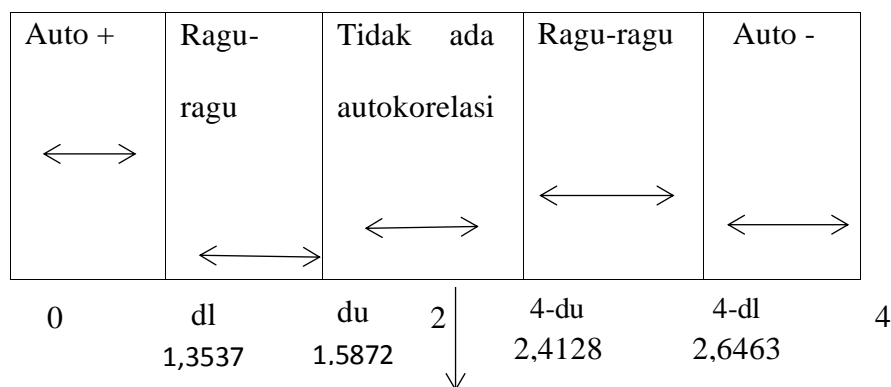 Auto + Ragu- Tidak ada Ragu-ragu Auto -
ragu autokorelasi
0 dl du 2 4-du 4-dl 4
1,3537 1,5872 2,4128 2,6463